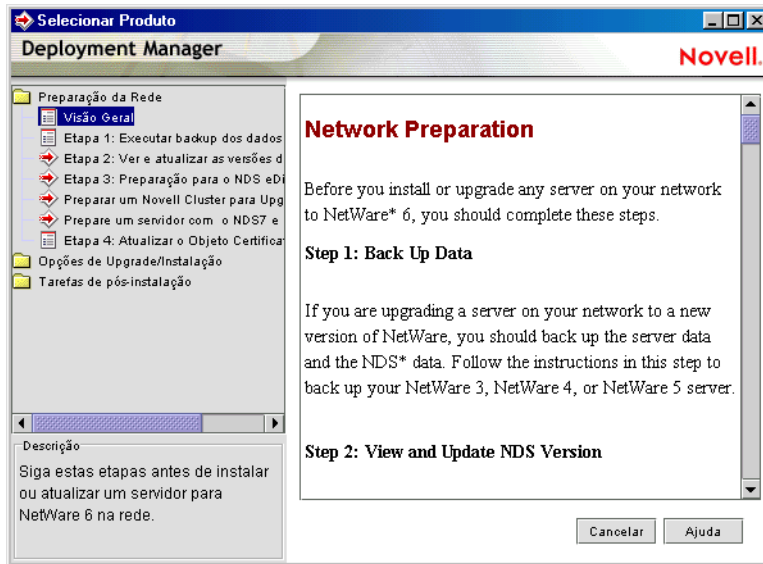 Selecionar Produto
Deployment Manager
Novell.
Preparação da Rede
Visão Geral
Etapa 1: Executar backup dos dados
Etapa 2: Ver e atualizar as versões d
Etapa 3: Preparação para o NDS eDi
Preparar um Novell Cluster para Upg
Prepare um servidor com o NDS7 e
Etapa 4: Atualizar o Objeto Certifica
Opções de Upgrade/Instalação
Tarefas de pós-instalação
Descrição
Siga estas etapas antes de instalar
ou atualizar um servidor para
NetWare 6 na rede.
Network Preparation
Before you install or upgrade any server on your network
to NetWare* 6, you should complete these steps.
Step 1: Back Up Data
If you are upgrading a server on your network to a new
version of NetWare, you should back up the server data
and the NDS* data. Follow the instructions in this step to
back up your NetWare 3, NetWare 4, or NetWare 5 server.
Step 2: View and Update NDS Version
Cancelar
Ajuda